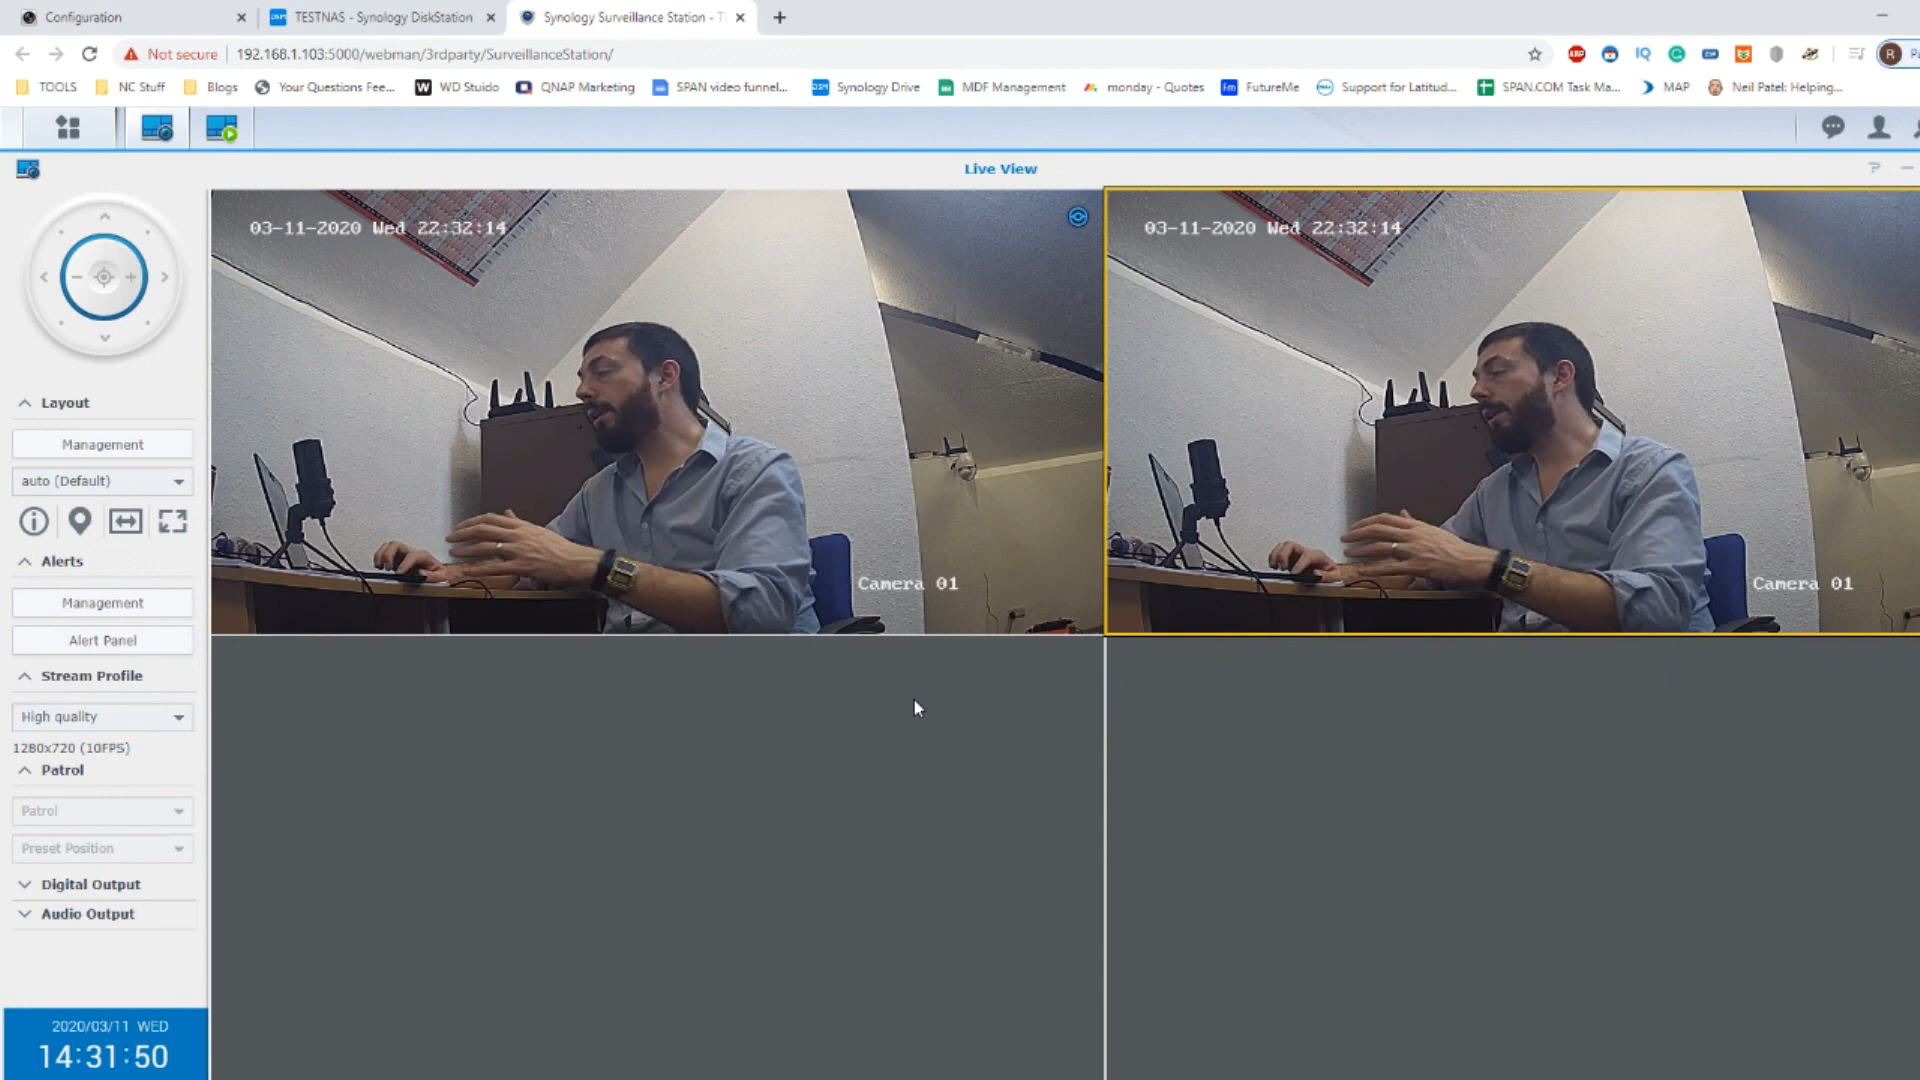 Configuration
TESTNAS - Synology DiskStation
Synology Surveillance Station - T
Not secure
192.168.1.103:5000/webman/3rdparty/SurveillanceStation/
ABP
IQ
R
TOOLS
NC Stuff
Blogs
Your Questions Fee...
WD Stuido
QNAP Marketing
SPAN video funnel...
DSM
Synology Drive
MDF Management
monday - Quotes
Fm
FutureMe
Support for Latitud...
SPAN.COM Task Ma...
MAP
Neil Patel: Helping...
Live View
03-11-2020 Wed 22:32:14
Camera 01
03-11-2020 Wed 22:32:14
Camera 01
Layout
Management
auto (Default)
Alerts
Management
Alert Panel
Stream Profile
High quality
1280x720 (10FPS)
Patrol
Patrol
Preset Position
Digital Output
Audio Output
2020/03/11 WED
14:31:50